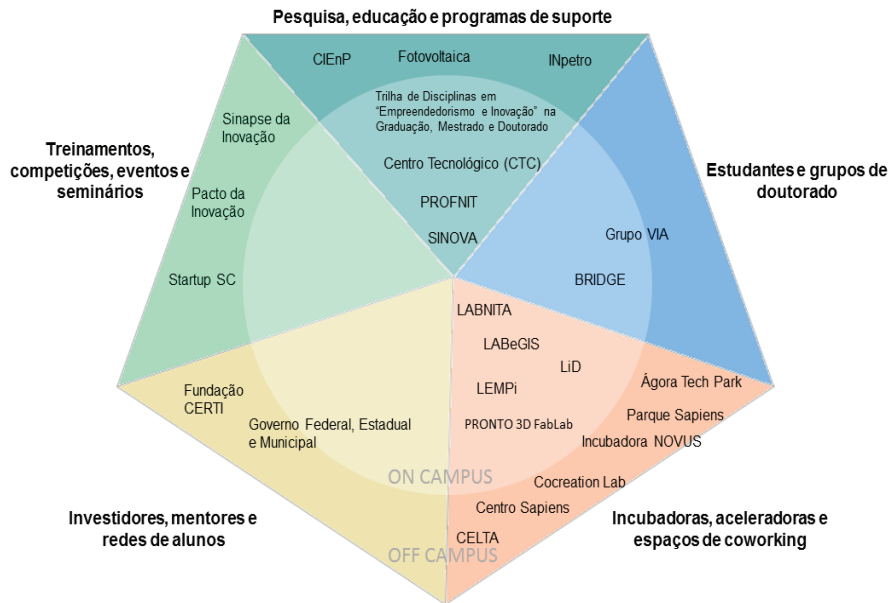 Pesquisa, educação e programas de suporte
CIEnP
Fotovoltaica
INpetro
Trilha de Disciplinas em
“Empreendedorismo e Inovação” na
Graduação, Mestrado e Doutorado
Centro Tecnológico (CTC)
PROFNIT
SINOVA
Treinamentos,
competições, eventos e
seminários
Sinapse da
Inovação
Pacto da
Inovação
Startup SC
Estudantes e grupos de
doutorado
Grupo VIA
BRIDGE
LABNITA
LABeGIS
LiD
LEMPi
PRONTO 3D FabLab
Ágora Tech Park
Parque Sapiens
Incubadora NOVUS
Cocreation Lab
Centro Sapiens
CELTA
Fundação
CERTI
Governo Federal, Estadual
e Municipal
ON CAMPUS
OFF CAMPUS
Investidores, mentores e
redes de alunos
Incubadoras, aceleradoras e
espaços de coworking